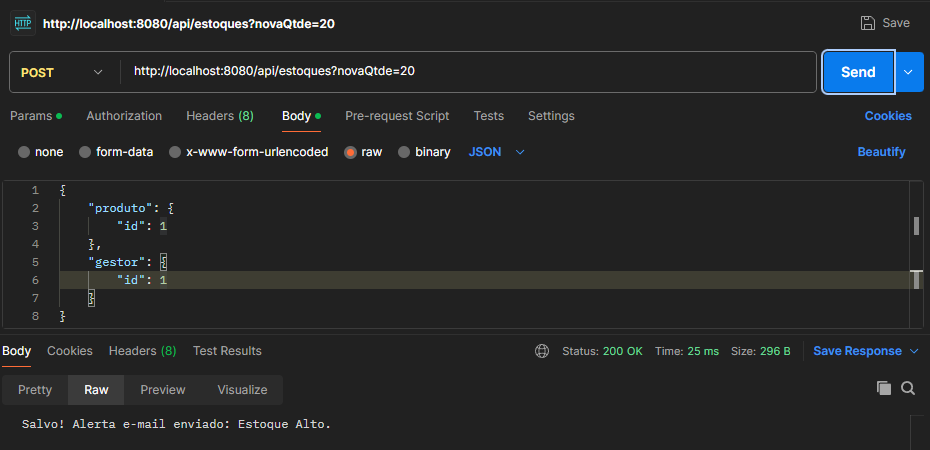 HTTP http://localhost:8080/api/estoques?novaQtde=20 Save
POST http://localhost:8080/api/estoques?novaQtde=20 Send
Params Authorization Headers (8) Body Pre-request Script Tests Settings Cookies
none form-data x-www-form-urlencoded raw binary JSON Beautify
1 {
2 "produto": {
3 "id": 1
4 },
5 "gestor": {
6 "id": 1
7 }
8 }
Body Cookies Headers (8) Test Results Status: 200 OK Time: 25 ms Size: 296 B Save Response
Pretty Raw Preview Visualize
Salvo! Alerta e-mail enviado: Estoque Alto.